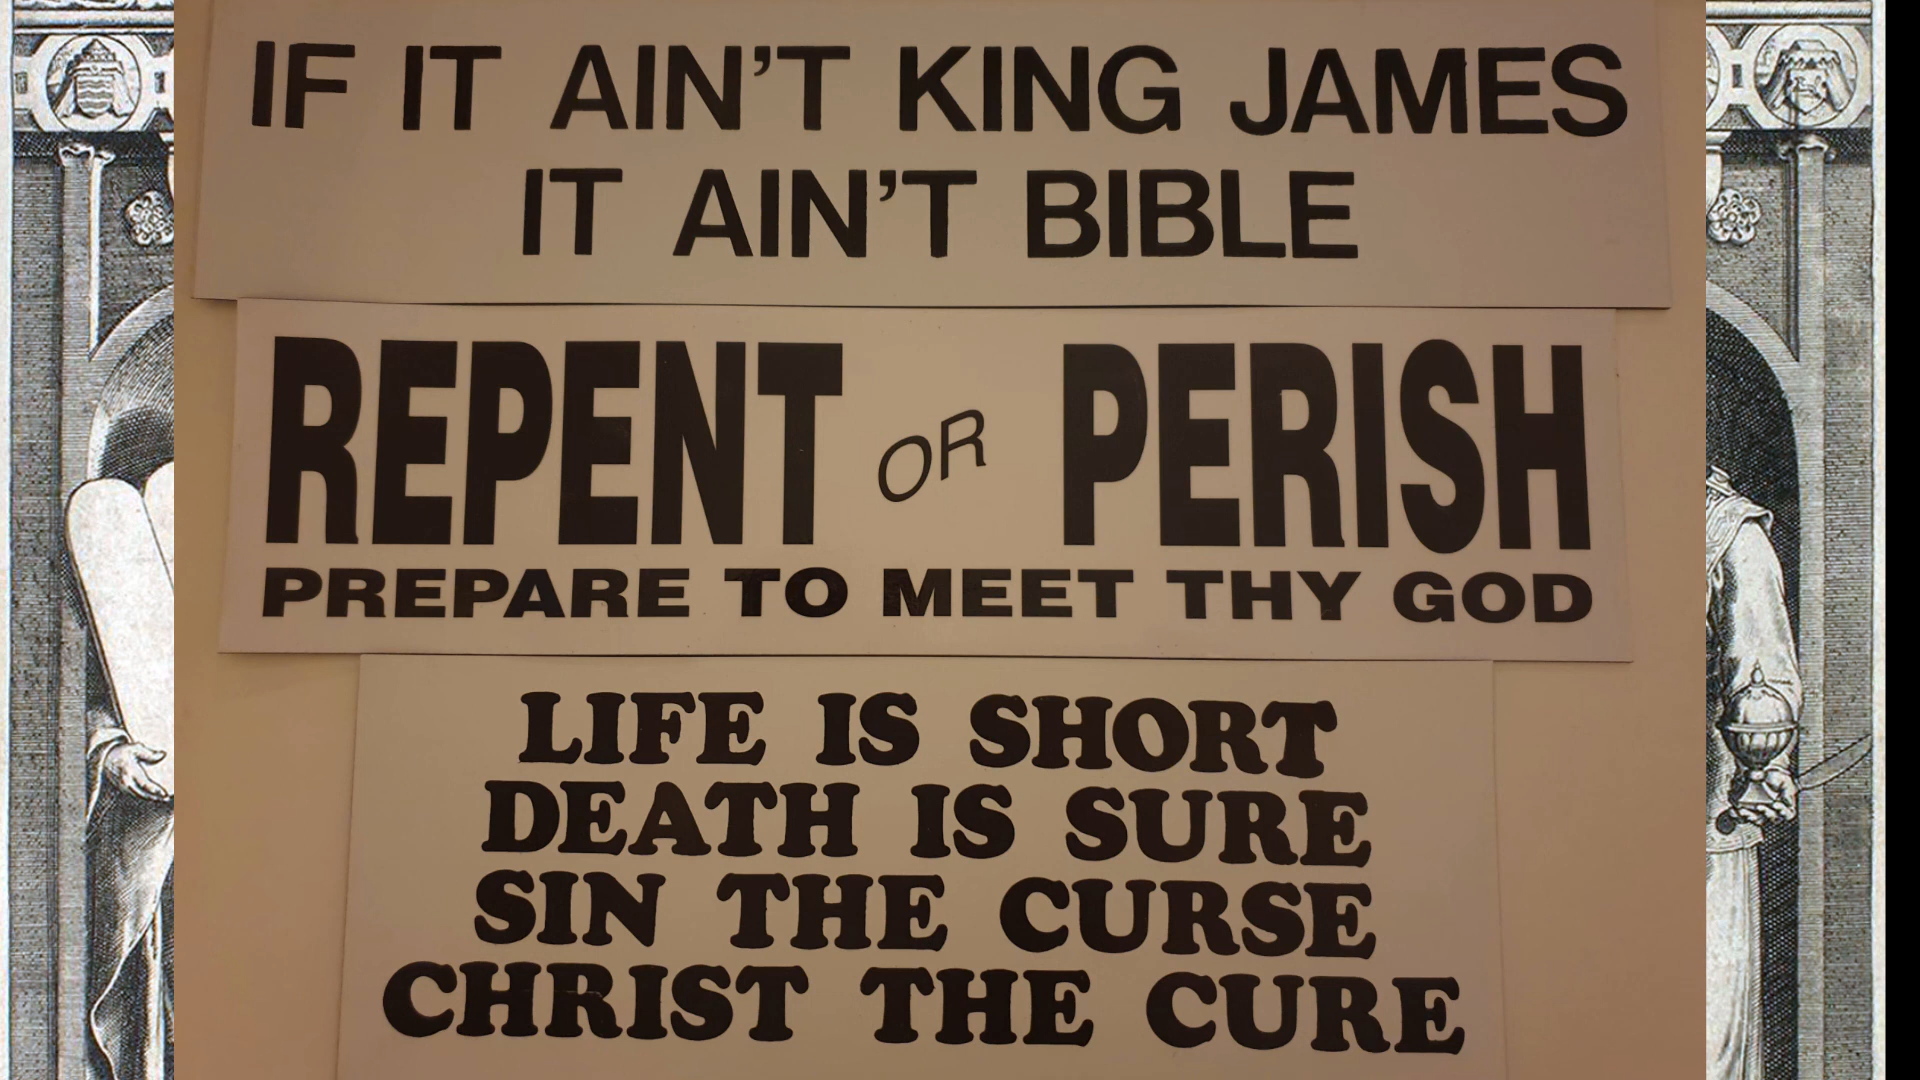 IF IT AIN'T KING JAMES
IT AIN'T BIBLE
REPENT OR PERISH
PREPARE TO MEET THY GOD
LIFE IS SHORT
DEATH IS SURE
SIN THE CURSE
CHRIST THE CURE